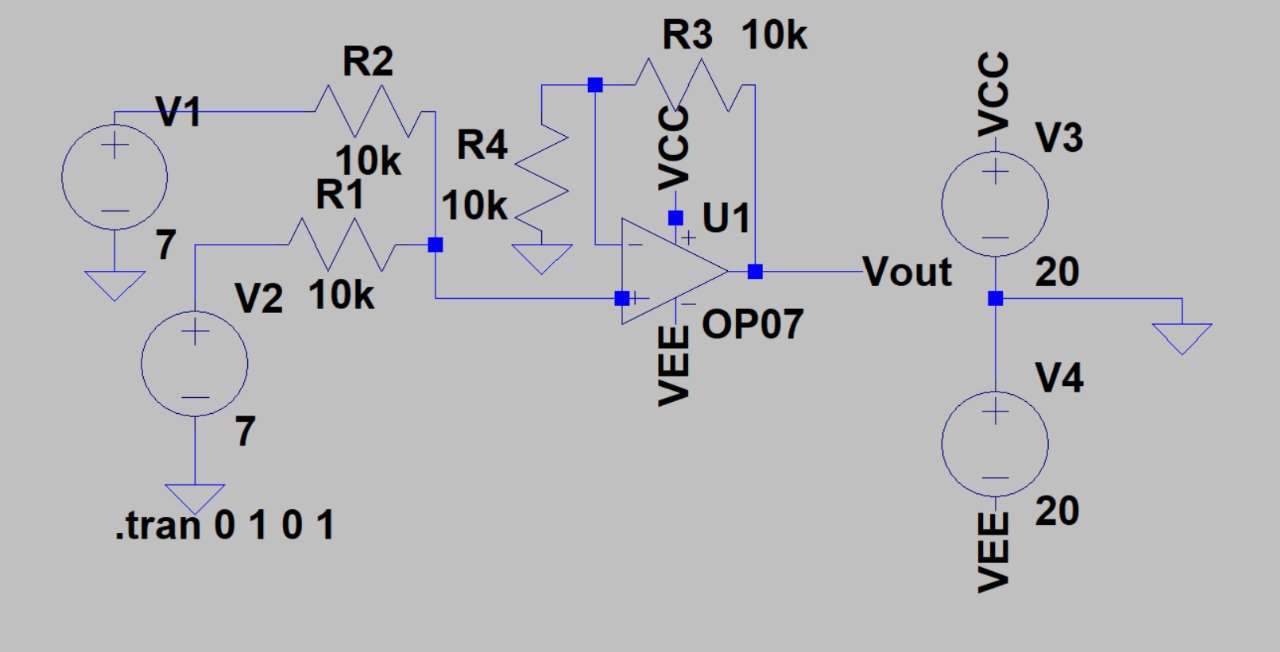 R3 10k
R2
VCC
V1
V3
VCC
R4
10k
R1
10k
U1
7
20
Vout
V2
10k
OP07
VEE
V4
7
20
.tran 0 1 0 1
VEE